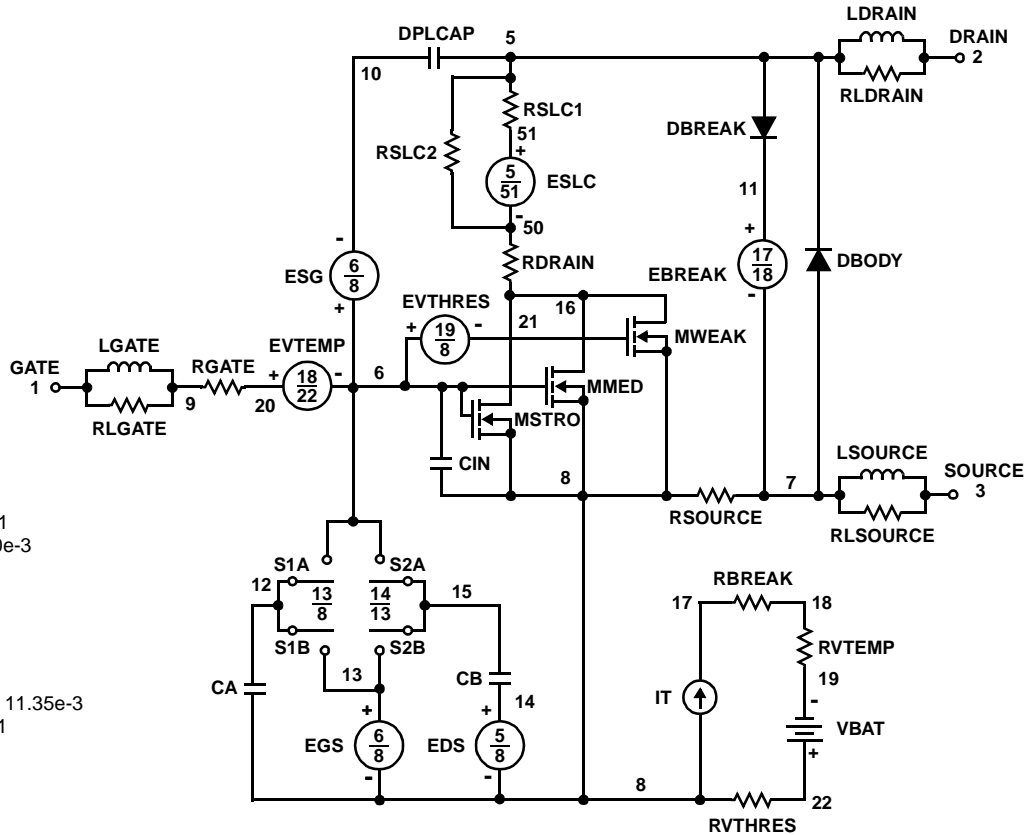 LDRAIN
DPLCAP 5 DRAIN
2
10
RLDRAIN
RSLC1
DBREAK
51
+
RSLC2
5
51
ESLC
11
-
50
+
-
17
18
RDRAIN
6
8
ESG
EBREAK
DBODY
+
EVTHRES
16
-
+
19
8
-
21
MWEAK
LGATE
EVTEMP
GATE
1
RGATE
+
18
22
-
6
MMED
9
20
MSTRO
RLGATE
LSOURCE
CIN
8
7
SOURCE
3
RSOURCE
RLSOURCE
1
0e-3
S1A
S2A
12
13
8
14
13
15
RBREAK
17
18
S1B
S2B
RVTEMP
13
CB
19
CA
14
IT
-
11.35e-3
1
+
+
VBAT
EGS
6
8
EDS
5
8
+
-
-
8
22
RVTHRES